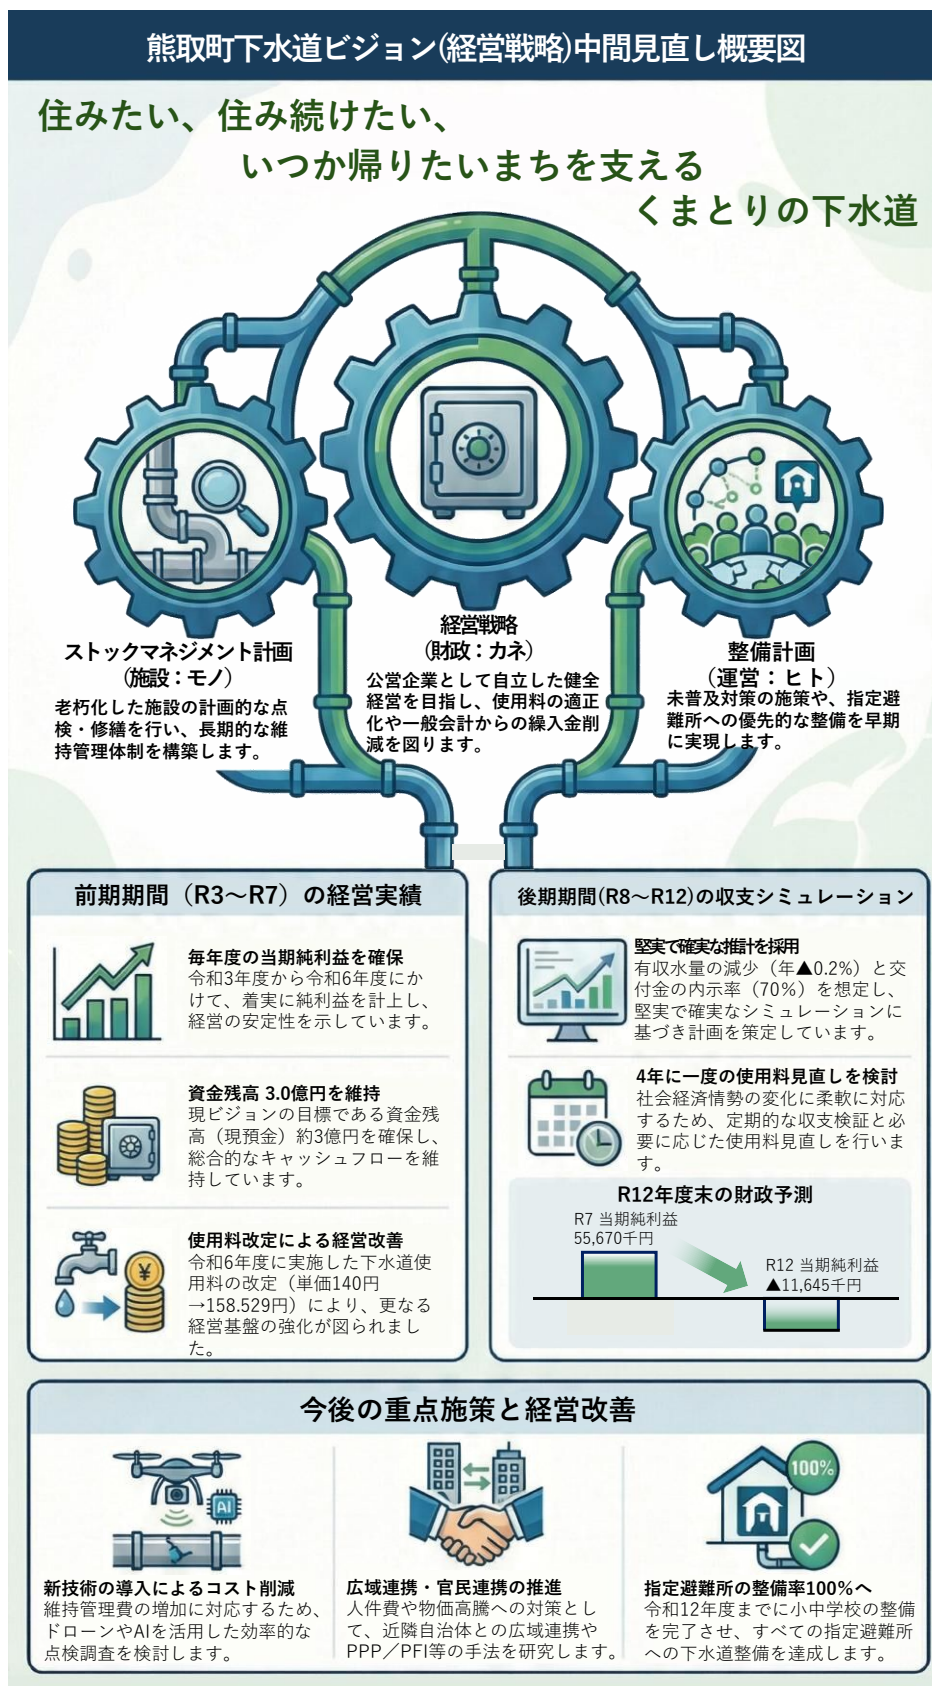 熊取町下水道ビジョン(経営戦略)中間見直し概要図
住みたい、住み続けたい、
いつか帰りたいまちを支える
くまとりの下水道
ストックマネジメント計画
(施設：モノ)
老朽化した施設の計画的な点
検・修繕を行い、長期的な維
持管理体制を構築します。
経営戦略
(財政：カネ)
公営企業として自立した健全
経営を目指し、使用料の適正
化や一般会計からの繰入金削
減を図ります。
整備計画
(運営：ヒト)
未普及対策の施策や、指定避
難所への優先的な整備を早期
に実現します。
前期期間（R3～R7）の経営実績
毎年度の当期純利益を確保
令和3年度から令和6年度にか
けて、着実に純利益を計上し、
経営の安定性を示しています。
資金残高 3.0億円を維持
現ビジョンの目標である資金残
高（現預金）約3億円を確保し、
総合的なキャッシュフローを維
持しています。
使用料改定による経営改善
令和6年度に実施した下水道使
用料の改定（単価140円
→158.529円）により、更なる
経営基盤の強化が図られまし
た。
¥
後期期間(R8～R12)の収支シミュレーション
堅実で確実な推計を採用
有収水量の減少（年▲0.2%）と交
付金の内示率（70%）を想定し、
堅実で確実なシミュレーションに
基づき計画を策定しています。
4年に一度の使用料見直しを検討
社会経済情勢の変化に柔軟に対応
するため、定期的な収支検証と必
要に応じた使用料見直しを行いま
す。
R12年度末の財政予測
R7 当期純利益
55,670千円
R12 当期純利益
▲11,645千円
今後の重点施策と経営改善
AI
新技術の導入によるコスト削減
維持管理費の増加に対応するため、
ドローンやAIを活用した効率的な
点検調査を検討します。
広域連携・官民連携の推進
人件費や物価高騰への対策とし
て、近隣自治体との広域連携や
PPP／PFI等の手法を研究します。
100%
指定避難所の整備率100%へ
令和12年度までに小中学校の整備
を完了させ、すべての指定避難所
への下水道整備を達成します。